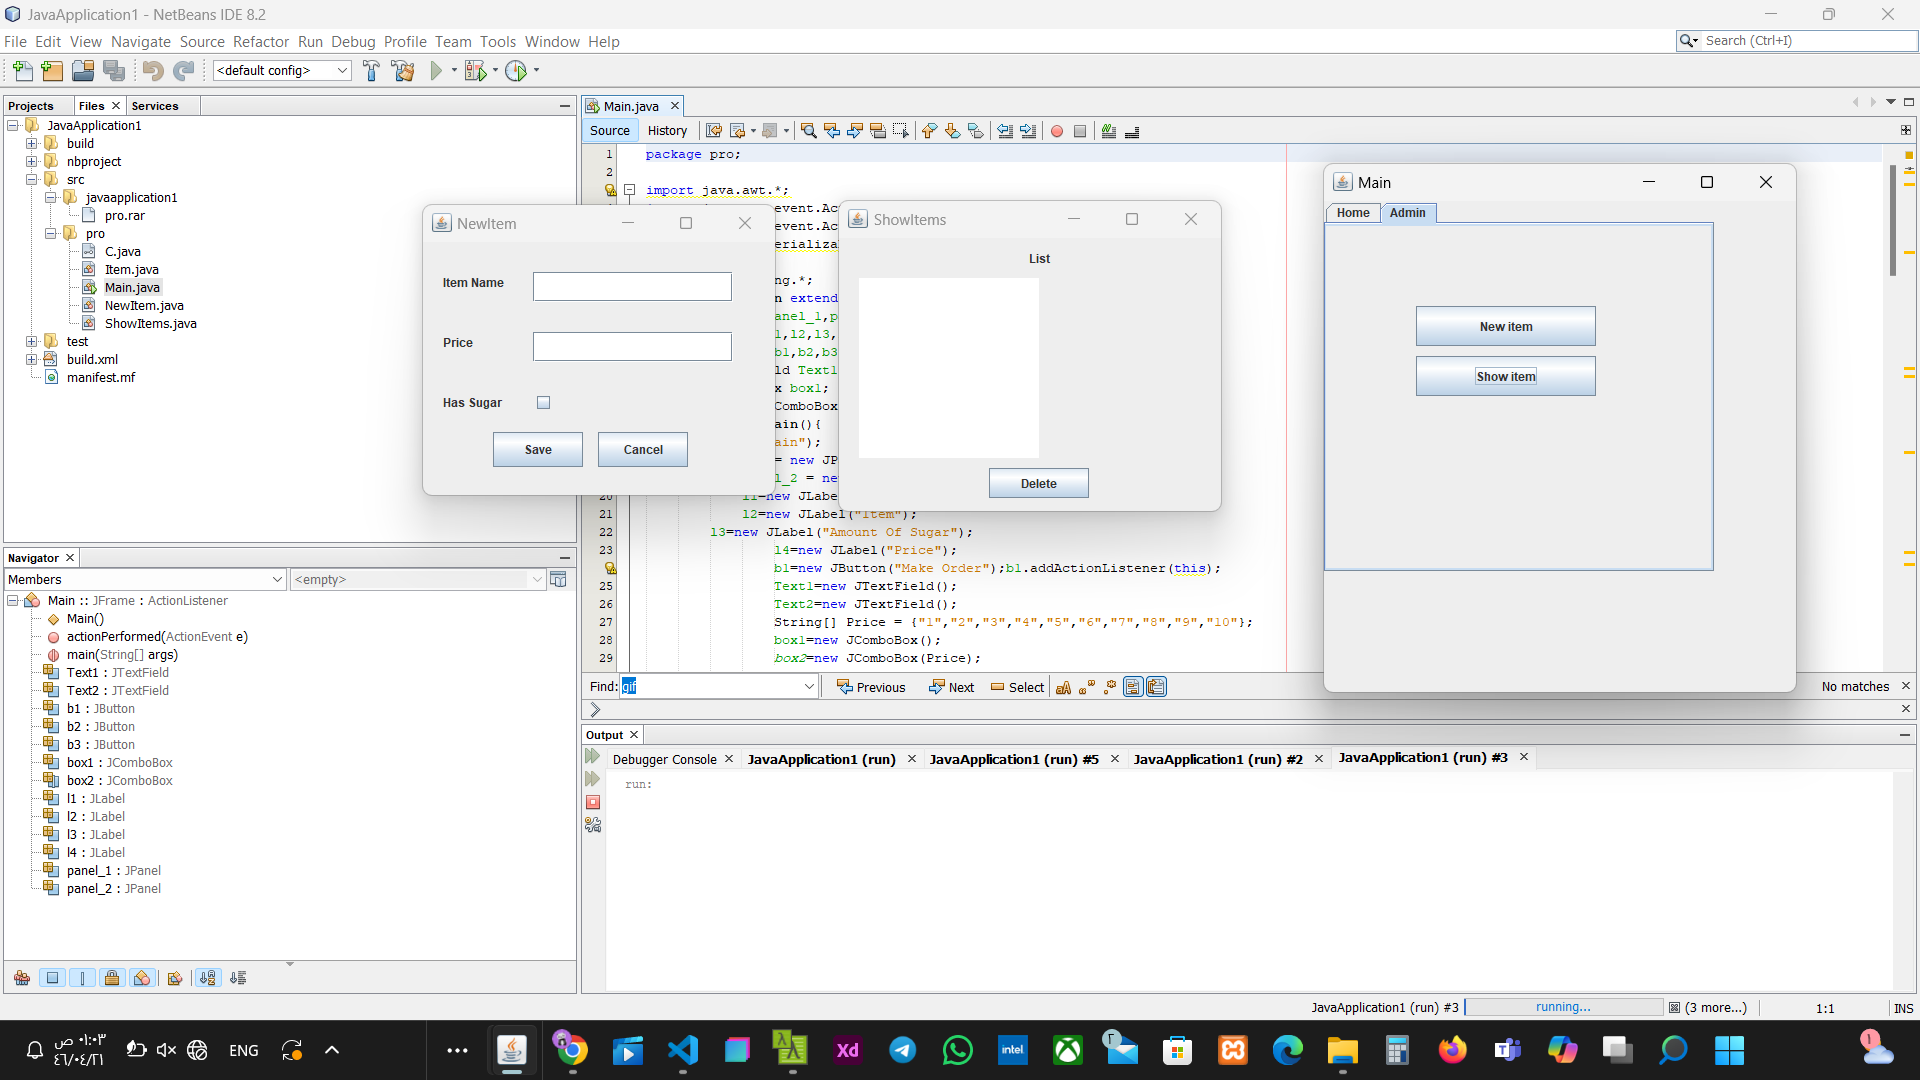 JavaApplication1 - NetBeans IDE 8.2
File Edit View Navigate Source Refactor Run Debug Profile Team Tools Window Help
Search (Ctrl+I)
<default config>
Projects Files Services
JavaApplication1
build
nbproject
src
javaapplication1
pro.rar
pro
C.java
Item.java
Main.java
NewItem.java
ShowItems.java
test
build.xml
manifest.mf
Navigator
Members <empty>
Main :: JFrame : ActionListener
Main()
actionPerformed(ActionEvent e)
main(String[] args)
Text1 : JTextField
Text2 : JTextField
b1 : JButton
b2 : JButton
b3 : JButton
box1 : JComboBox
box2 : JComboBox
l1 : JLabel
l2 : JLabel
l3 : JLabel
l4 : JLabel
panel_1 : JPanel
panel_2 : JPanel
Main.java
Source History
1 package pro;
2
import java.awt.*;
event.Ac
event.Ac
erializa
ng.*;
n extend
anel_1,p
1,l2,l3,
b1,b2,b3
ld Text1
x box1;
ComboBox
ain(){
ain");
= new JP
l_2 = new
20 l1=new JLabe
21 l2=new JLabel("Item");
22 l3=new JLabel("Amount Of Sugar");
23 l4=new JLabel("Price");
b1=new JButton("Make Order");b1.addActionListener(this);
25 Text1=new JTextField();
26 Text2=new JTextField();
27 String[] Price = {"1","2","3","4","5","6","7","8","9","10"};
28 box1=new JComboBox();
29 box2=new JComboBox(Price);
NewItem
Item Name
Price
Has Sugar
Save Cancel
ShowItems
List
Delete
Main
Home Admin
New item
Show item
Find: gif Previous Next Select No matches
Output
Debugger Console JavaApplication1 (run) JavaApplication1 (run) #5 JavaApplication1 (run) #2 JavaApplication1 (run) #3
run:
JavaApplication1 (run) #3 running... (3 more...) 1:1 INS
٠١:٠٣ ص
٤٦/٠٤/٢١
ENG
Xd
intel
1